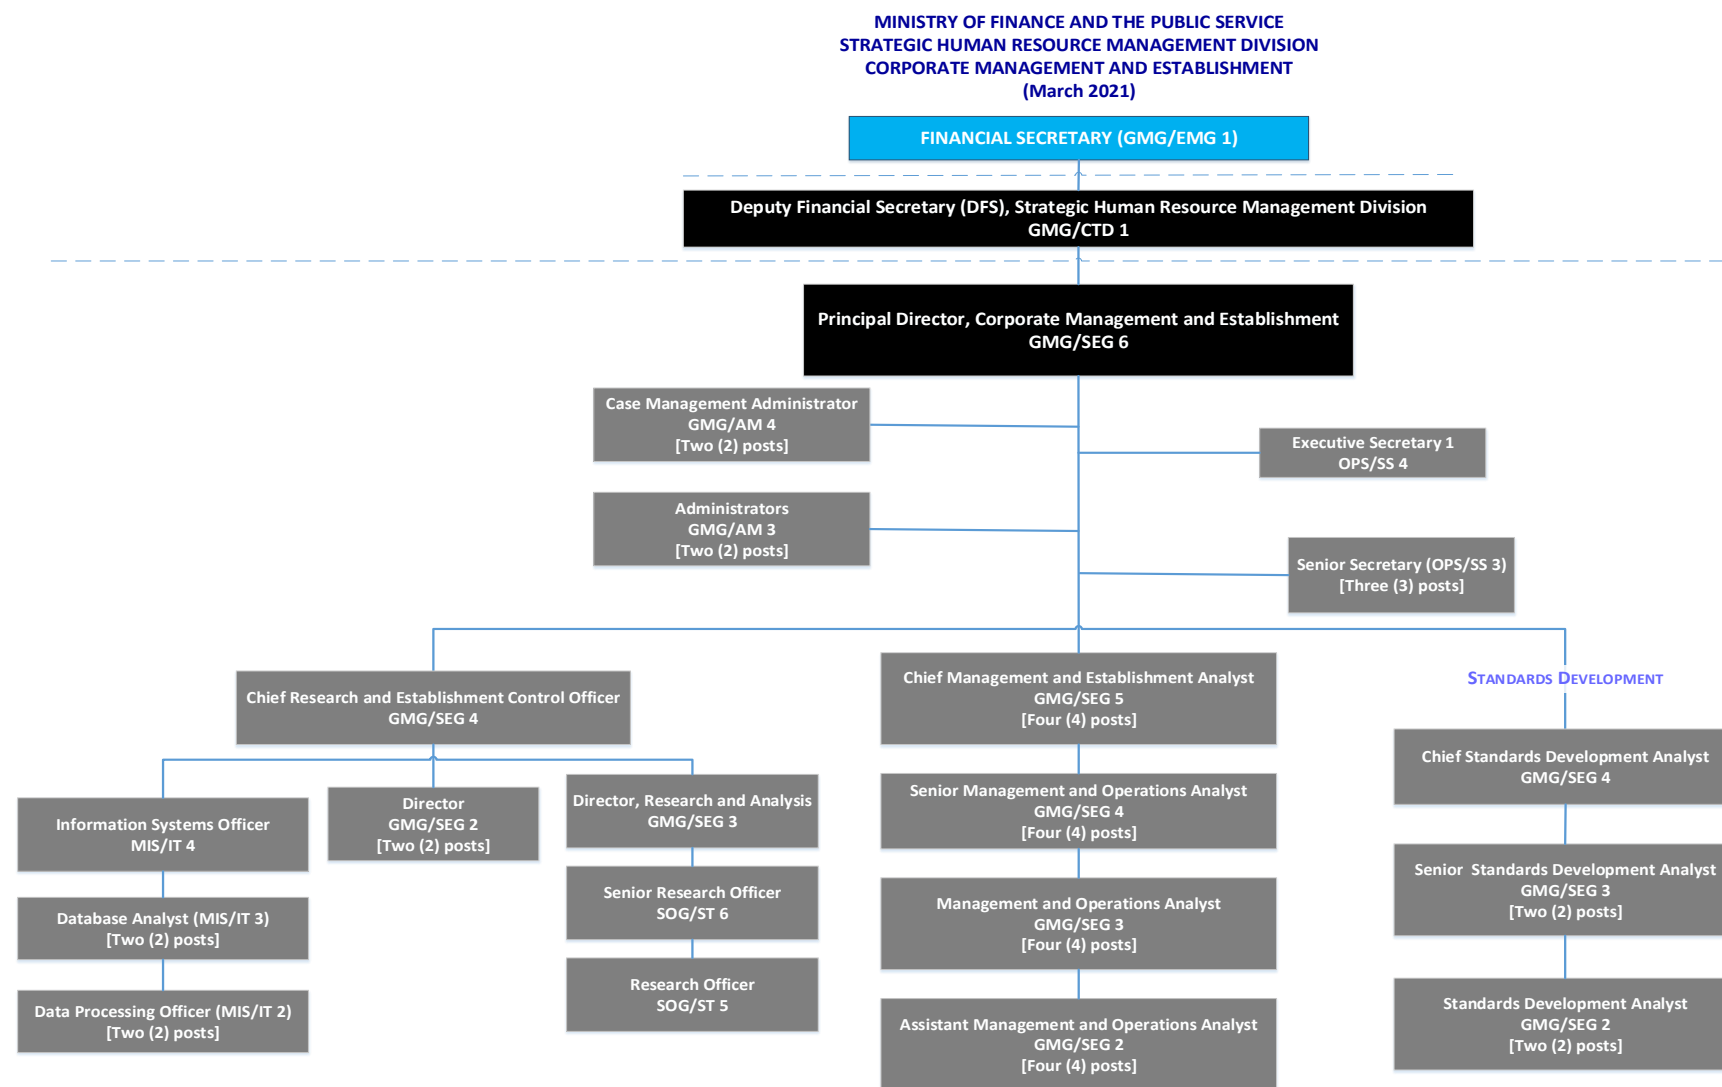 MINISTRY OF FINANCE AND THE PUBLIC SERVICE
STRATEGIC HUMAN RESOURCE MANAGEMENT DIVISION
CORPORATE MANAGEMENT AND ESTABLISHMENT
(March 2021)
FINANCIAL SECRETARY (GMG/EMG 1)
Deputy Financial Secretary (DFS), Strategic Human Resource Management Division
GMG/CTD 1
Principal Director, Corporate Management and Establishment
GMG/SEG 6
Case Management Administrator
GMG/AM 4
[Two (2) posts]
Executive Secretary 1
OPS/SS 4
Administrators
GMG/AM 3
[Two (2) posts]
Senior Secretary (OPS/SS 3)
[Three (3) posts]
Chief Research and Establishment Control Officer
GMG/SEG 4
Information Systems Officer
MIS/IT 4
Database Analyst (MIS/IT 3)
[Two (2) posts]
Data Processing Officer (MIS/IT 2)
[Two (2) posts]
Director
GMG/SEG 2
[Two (2) posts]
Director, Research and Analysis
GMG/SEG 3
Senior Research Officer
SOG/ST 6
Research Officer
SOG/ST 5
Chief Management and Establishment Analyst
GMG/SEG 5
[Four (4) posts]
Senior Management and Operations Analyst
GMG/SEG 4
[Four (4) posts]
Management and Operations Analyst
GMG/SEG 3
[Four (4) posts]
Assistant Management and Operations Analyst
GMG/SEG 2
[Four (4) posts]
STANDARDS DEVELOPMENT
Chief Standards Development Analyst
GMG/SEG 4
Senior Standards Development Analyst
GMG/SEG 3
[Two (2) posts]
Standards Development Analyst
GMG/SEG 2
[Two (2) posts]